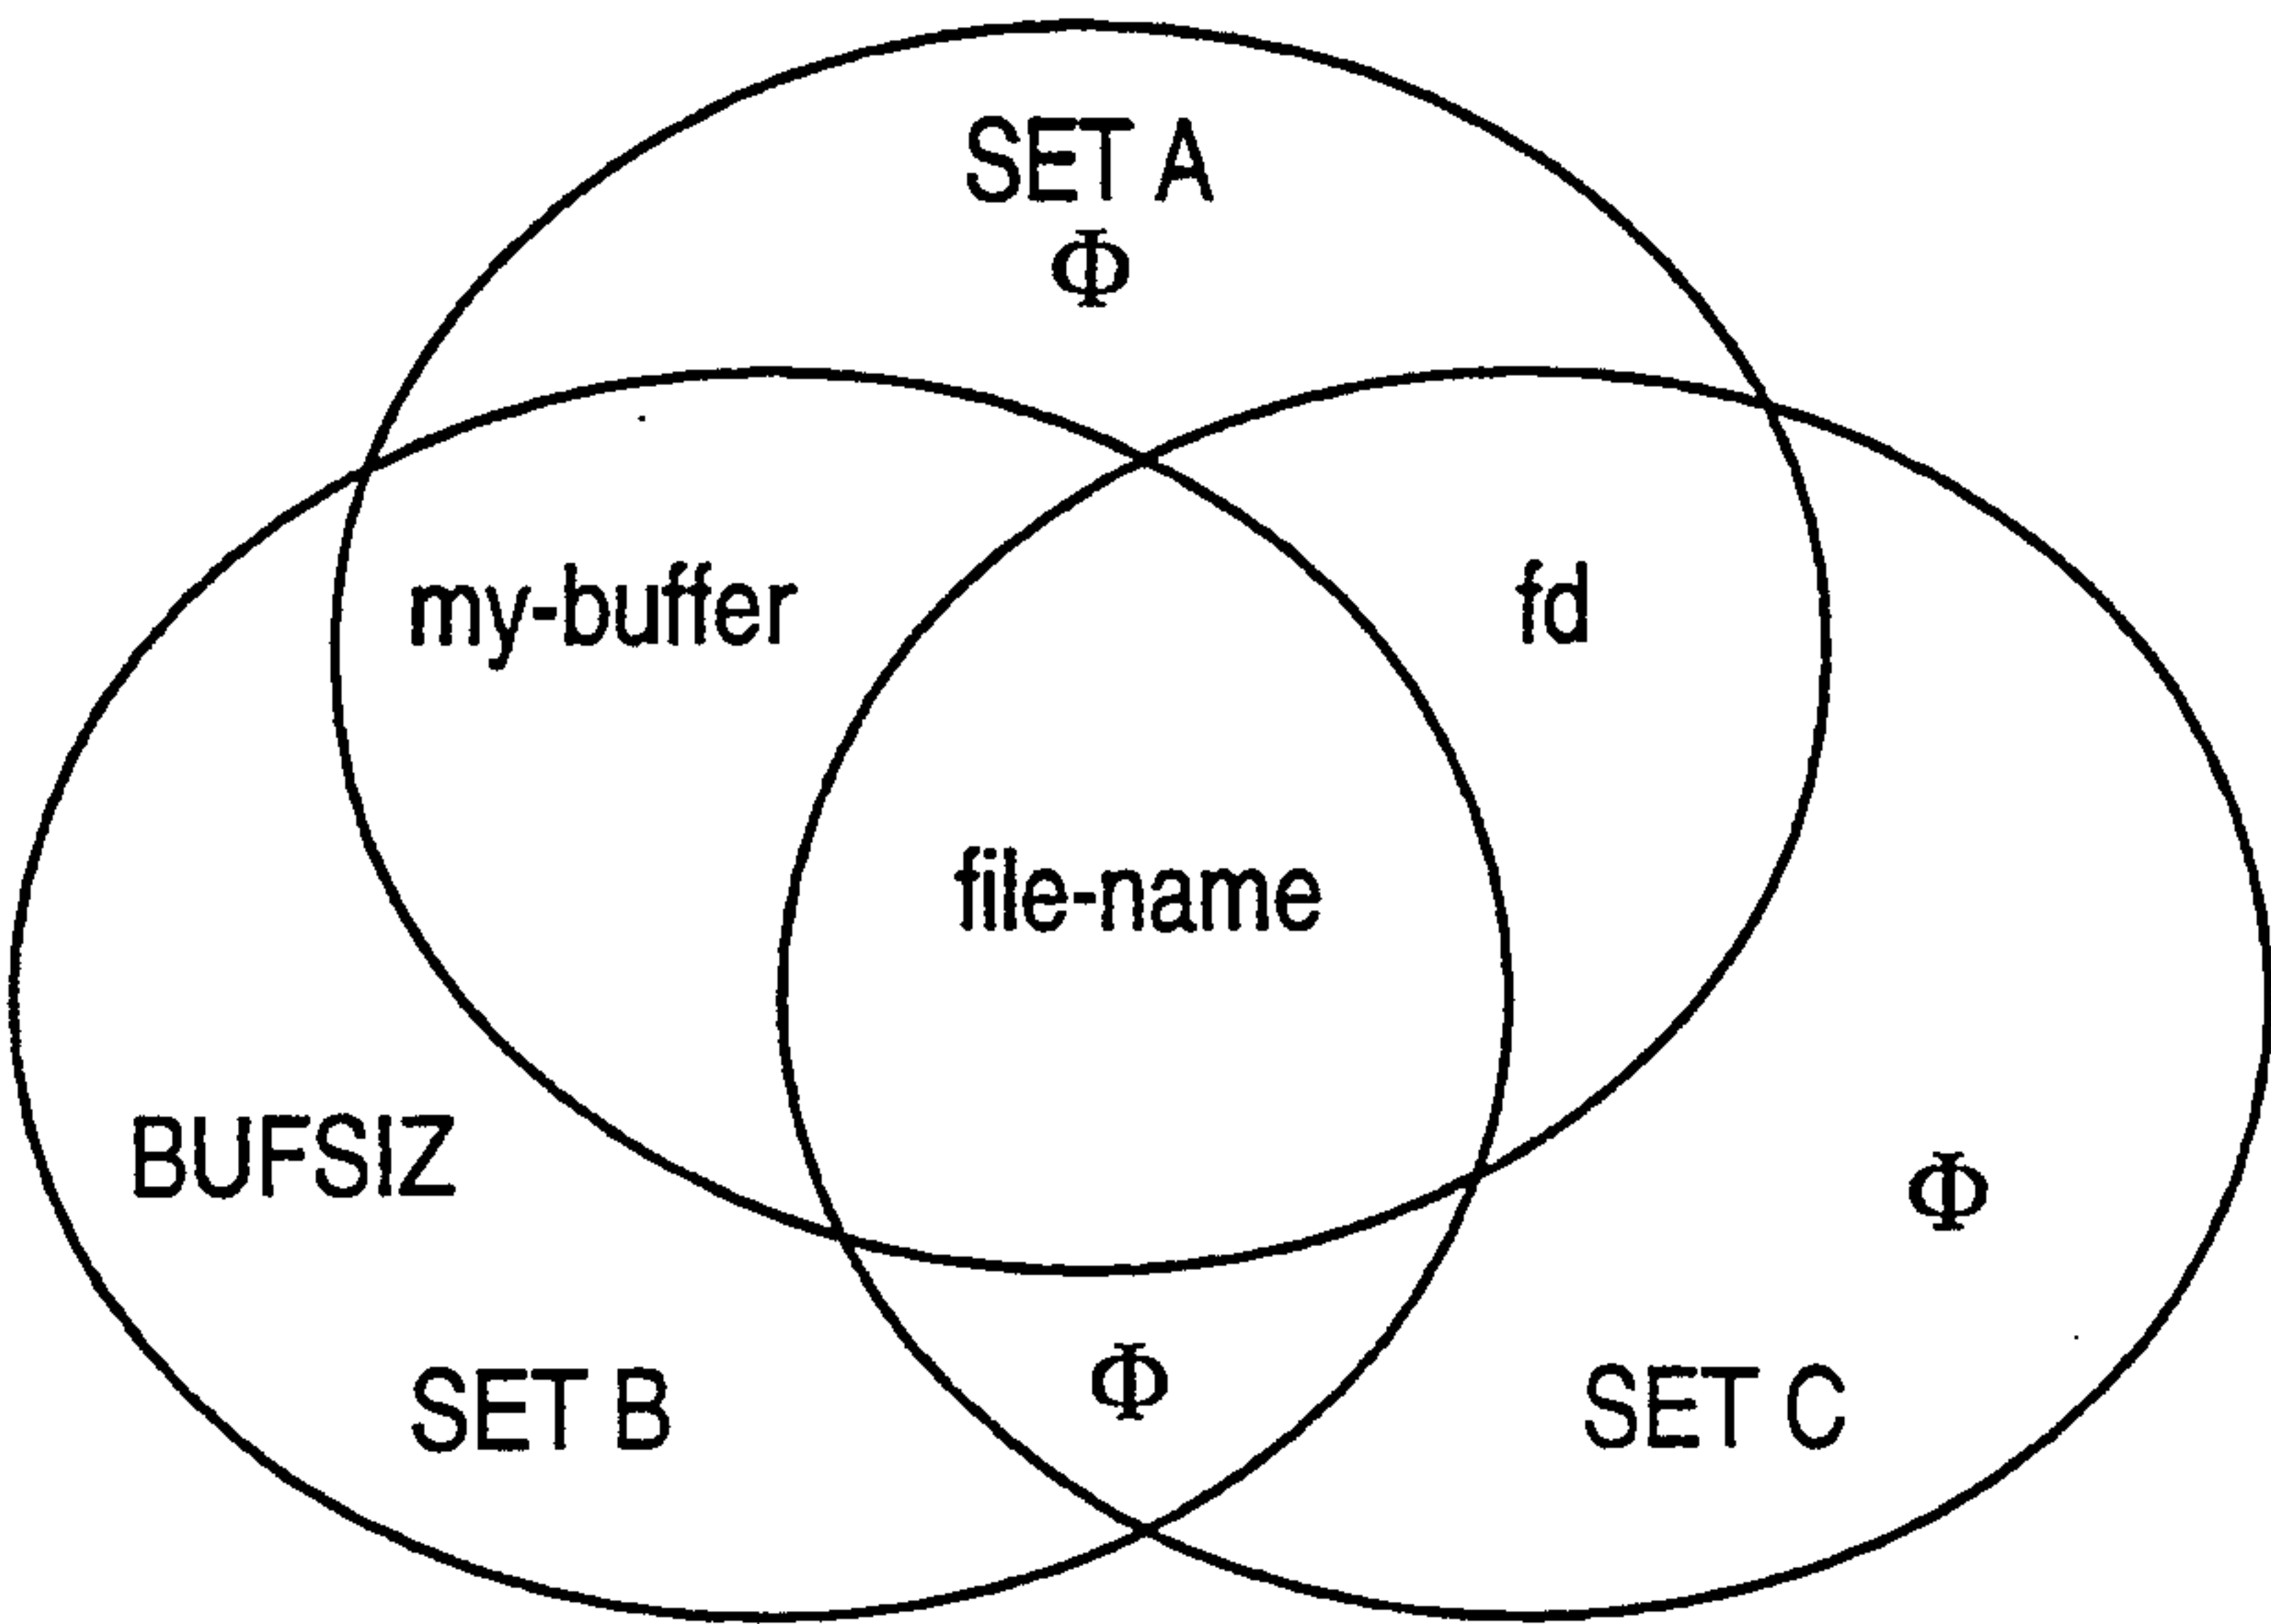 SET A
Φ
my-buffer
fd
file-name
BUFSIZ
Φ
SET B
Φ
SET C